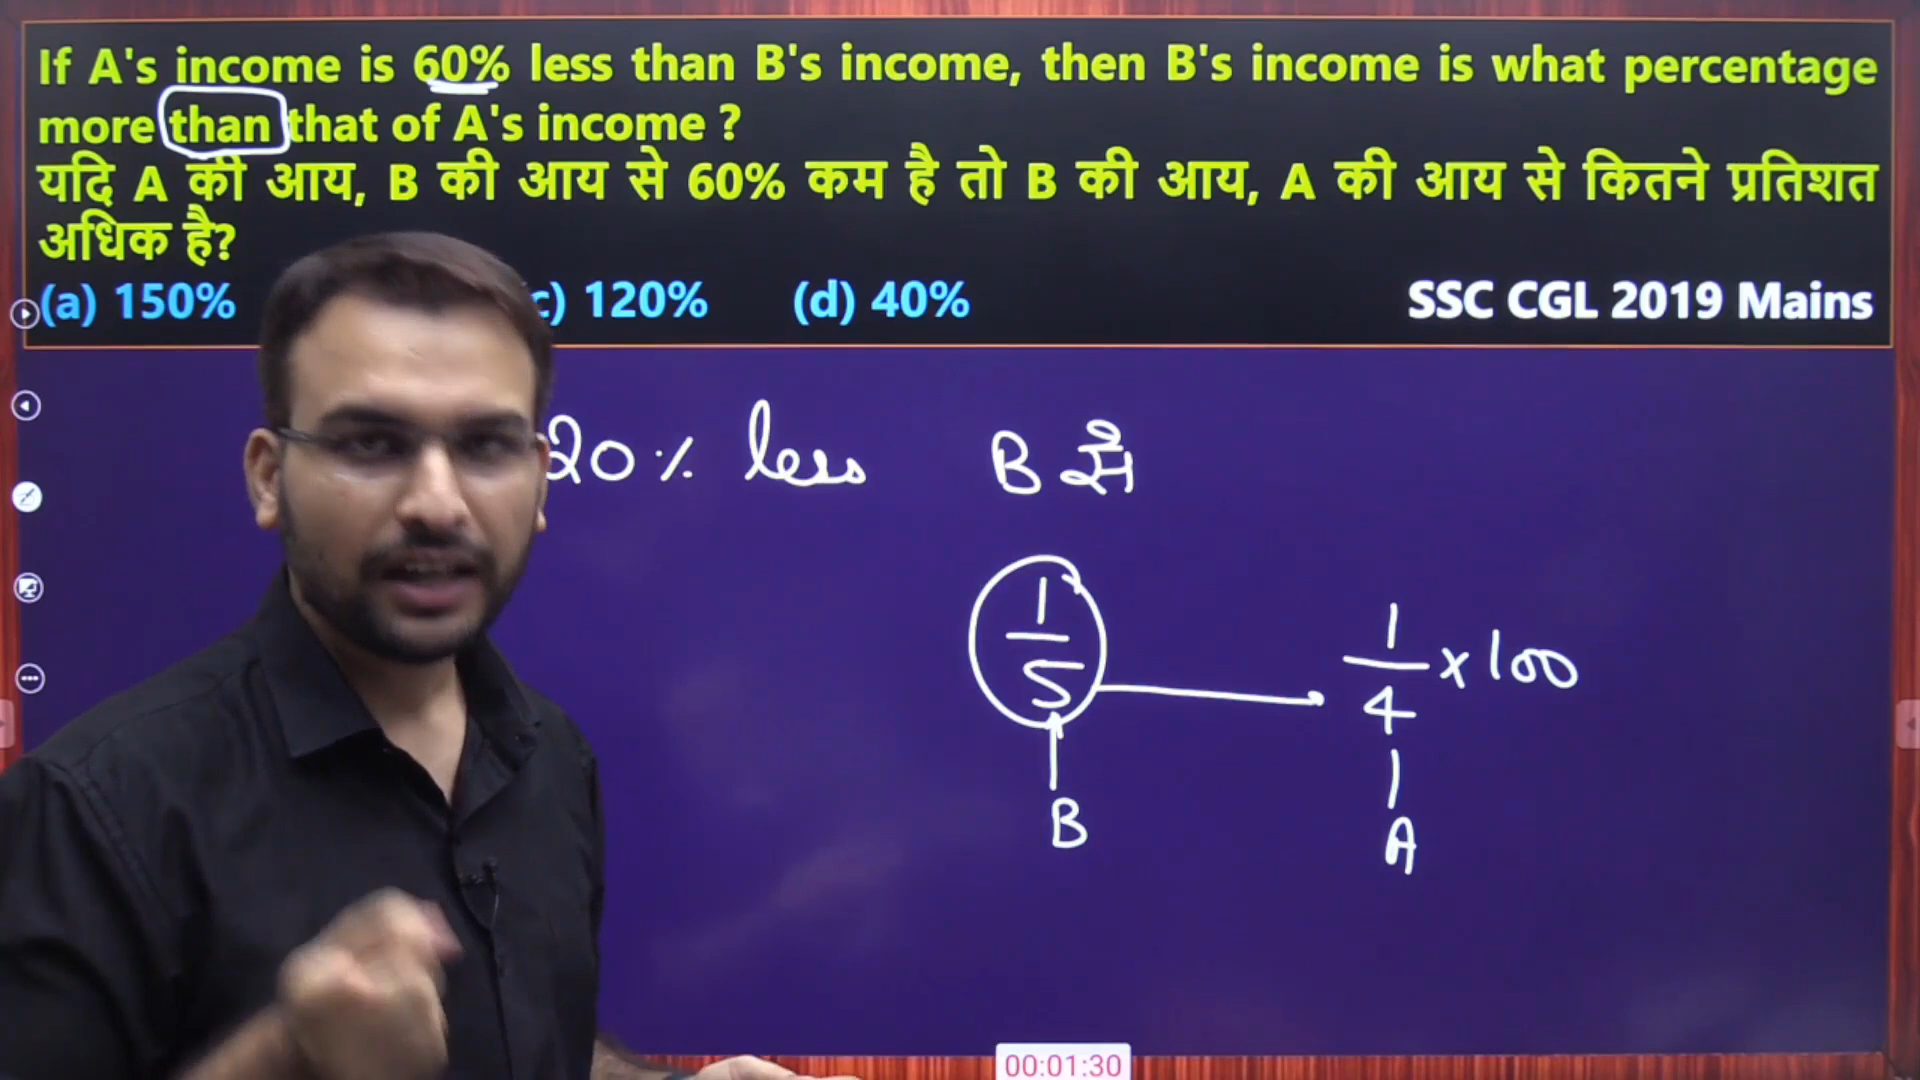 If A's income is 60% less than B's income, then B's income is what percentage
more than that of A's income ?
यदि A की आय, B की आय से 60% कम है तो B की आय, A की आय से कितने प्रतिशत
अधिक है?
(a) 150% c) 120% (d) 40% SSC CGL 2019 Mains
20% less B से
1/5 1/4 x 100
B A
00:01:30